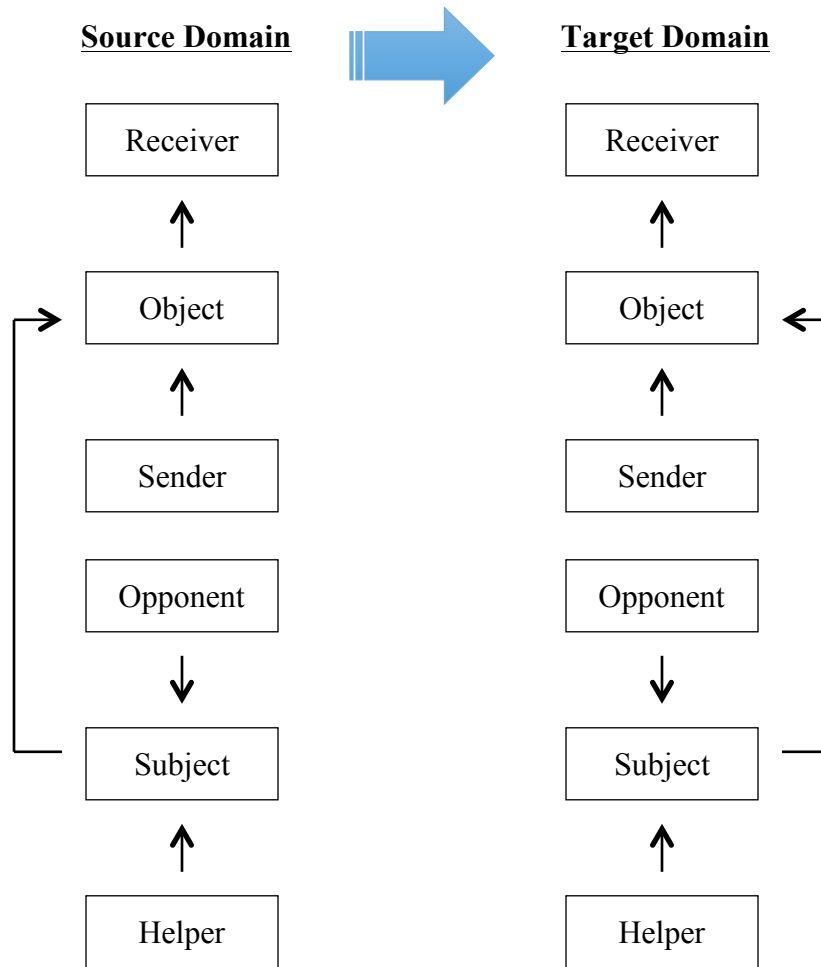 Source Domain
Target Domain
Receiver
Receiver
Object
Object
Sender
Sender
Opponent
Opponent
Subject
Subject
Helper
Helper